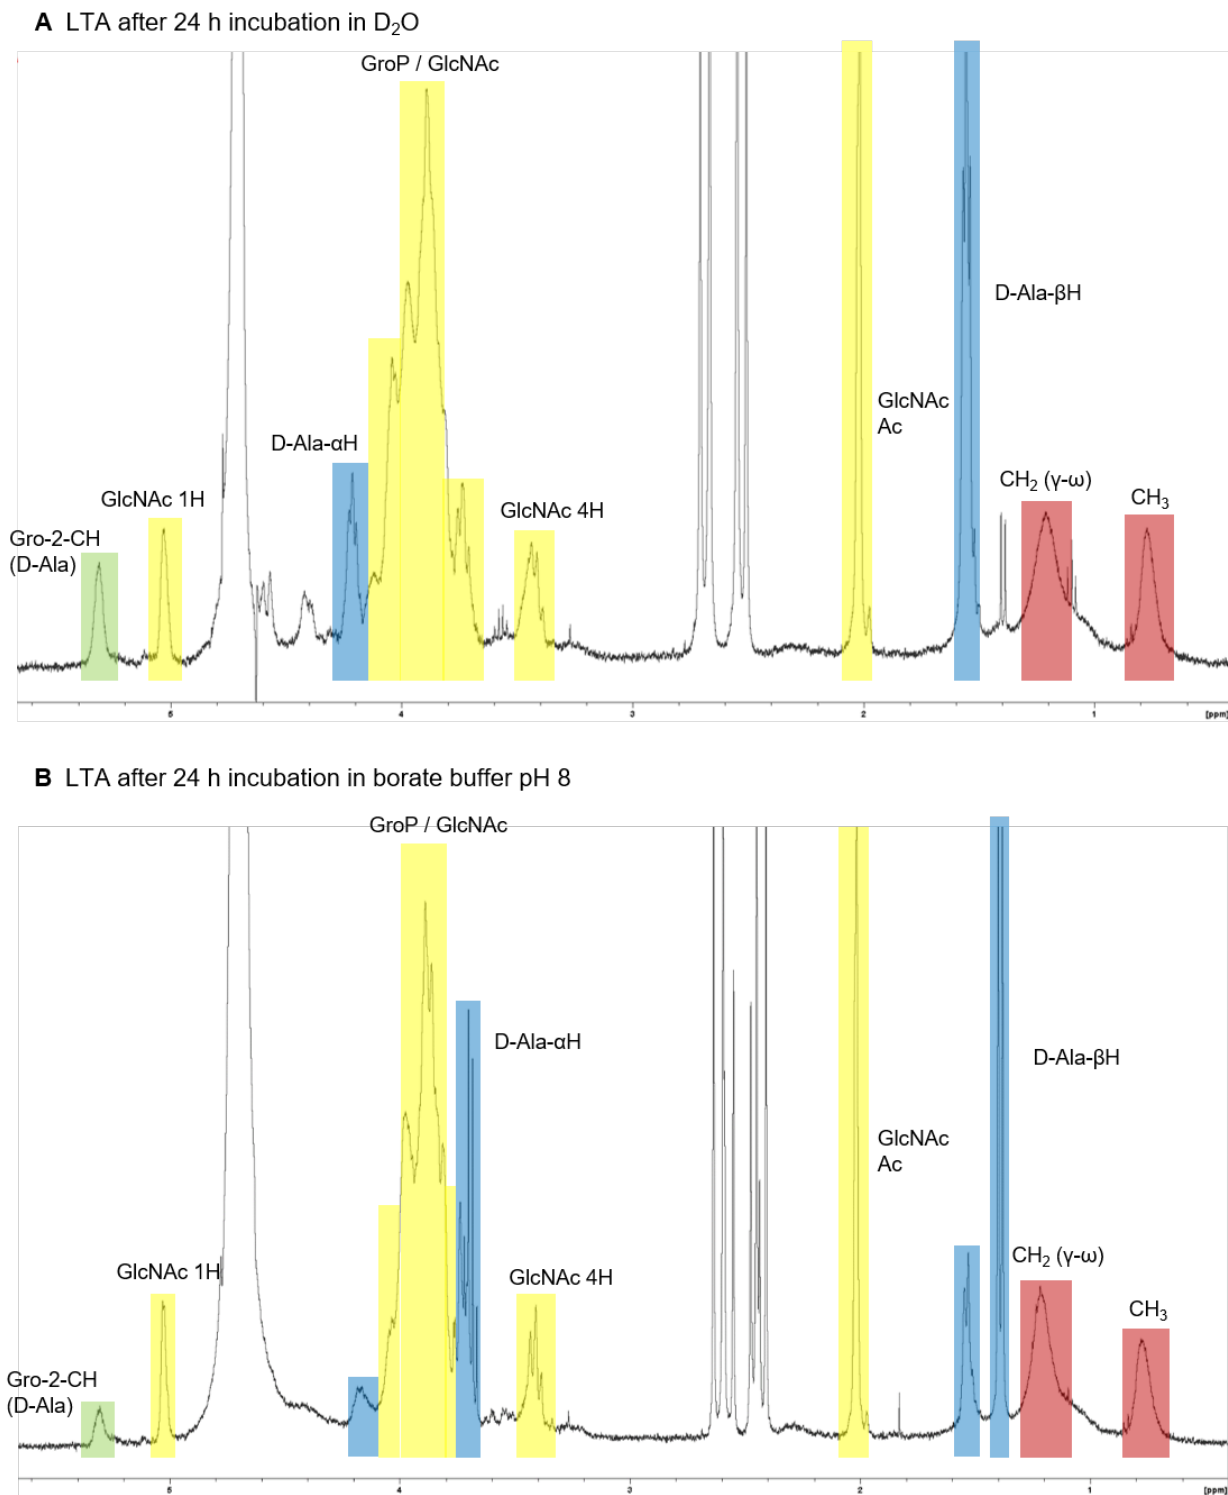 A LTA after 24 h incubation in D₂O
GroP / GlcNAc
D-Ala-βH
GlcNAc
Ac
D-Ala-αH
CH₂ (γ-ω)
CH₃
GlcNAc 1H
GlcNAc 4H
Gro-2-CH
(D-Ala)
5 4 3 2 1 [ppm]
B LTA after 24 h incubation in borate buffer pH 8
GroP / GlcNAc
D-Ala-αH
D-Ala-βH
GlcNAc
Ac
GlcNAc 1H
GlcNAc 4H
CH₂ (γ-ω)
CH₃
Gro-2-CH
(D-Ala)
5 4 3 2 1 [ppm]